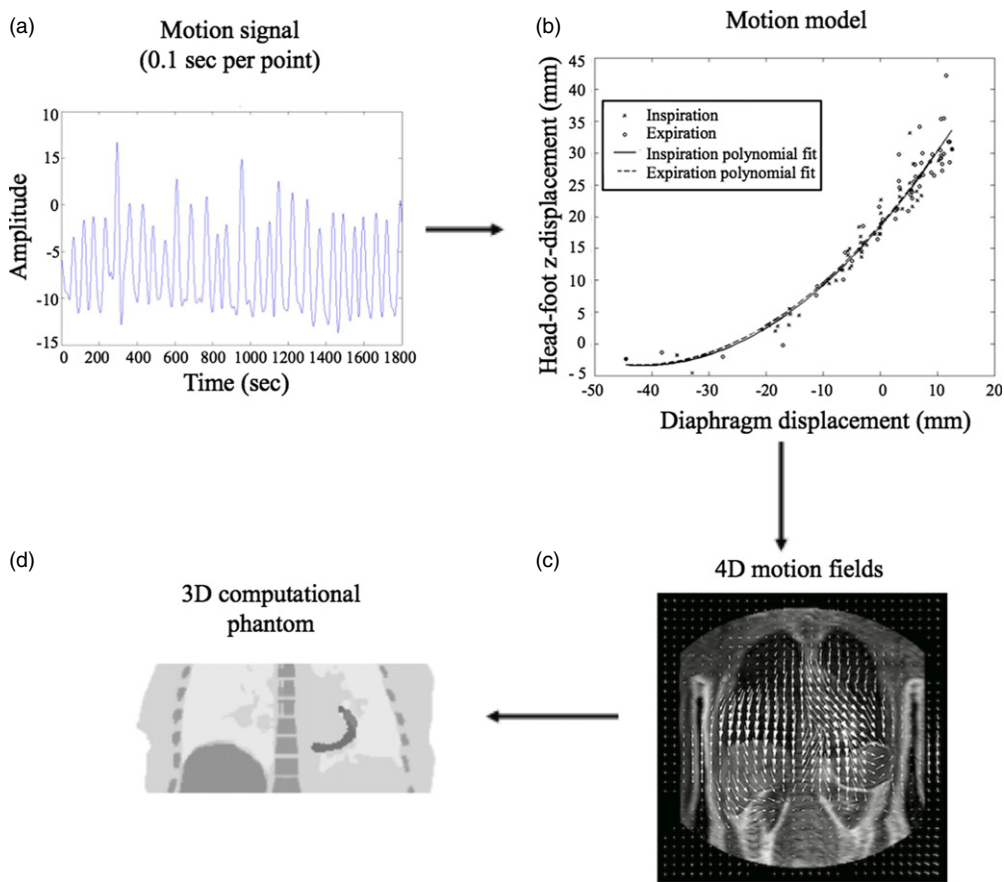 (a)
Motion signal
(0.1 sec per point)
Amplitude
10
15
0
-5
-10
-15
0 200 400 600 800 1000 1200 1400 1600 1800
Time (sec)
(b)
Motion model
Head-foot z-displacement (mm)
45
40
35
30
25
20
15
10
5
0
- 5
Inspiration
Expiration
Inspiration polynomial fit
Expiration polynomial fit
-50 -40 -30 -20 -10 0 10 20
Diaphragm displacement (mm)
(d)
3D computational
phantom
(c)
4D motion fields